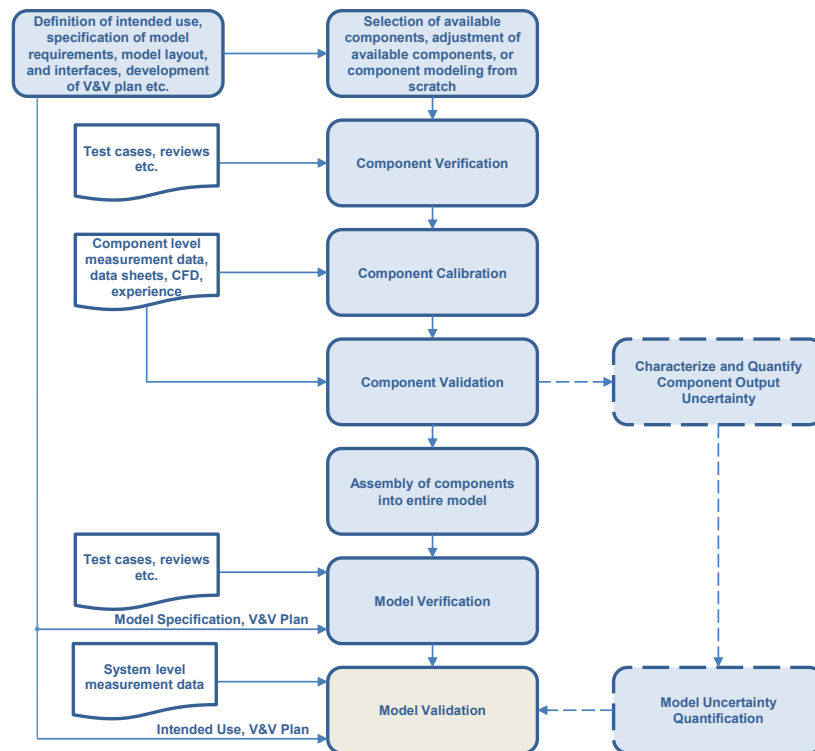 Definition of intended use,
specification of model
requirements, model layout,
and interfaces, development
of V&V plan etc.
Selection of available
components, adjustment of
available components, or
component modeling from
scratch
Test cases, reviews
etc.
Component Verification
Component level
measurement data,
data sheets, CFD,
experience
Component Calibration
Component Validation
Characterize and Quantify
Component Output
Uncertainty
Assembly of components
into entire model
Test cases, reviews
etc.
Model Verification
Model Specification, V&V Plan
System level
measurement data
Model Validation
Model Uncertainty
Quantification
Intended Use, V&V Plan